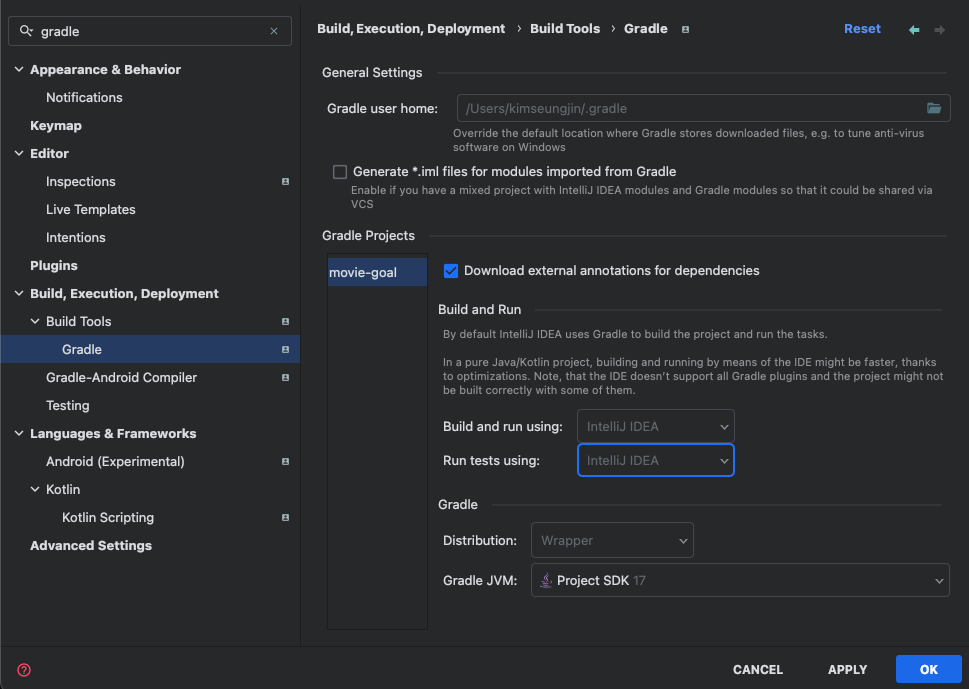 gradle
Appearance & Behavior
Notifications
Keymap
Editor
Inspections
Live Templates
Intentions
Plugins
Build, Execution, Deployment
Build Tools
Gradle
Gradle-Android Compiler
Testing
Languages & Frameworks
Android (Experimental)
Kotlin
Kotlin Scripting
Advanced Settings
Build, Execution, Deployment › Build Tools › Gradle
Reset
General Settings
Gradle user home: /Users/kimseungjin/.gradle
Override the default location where Gradle stores downloaded files, e.g. to tune anti-virus
software on Windows
Generate *.iml files for modules imported from Gradle
Enable if you have a mixed project with IntelliJ IDEA modules and Gradle modules so that it could be shared via
VCS
Gradle Projects
movie-goal
Download external annotations for dependencies
Build and Run
By default IntelliJ IDEA uses Gradle to build the project and run the tasks.
In a pure Java/Kotlin project, building and running by means of the IDE might be faster, thanks
to optimizations. Note, that the IDE doesn't support all Gradle plugins and the project might not
be built correctly with some of them.
Build and run using: IntelliJ IDEA
Run tests using: IntelliJ IDEA
Gradle
Distribution: Wrapper
Gradle JVM: Project SDK 17
?
CANCEL
APPLY
OK